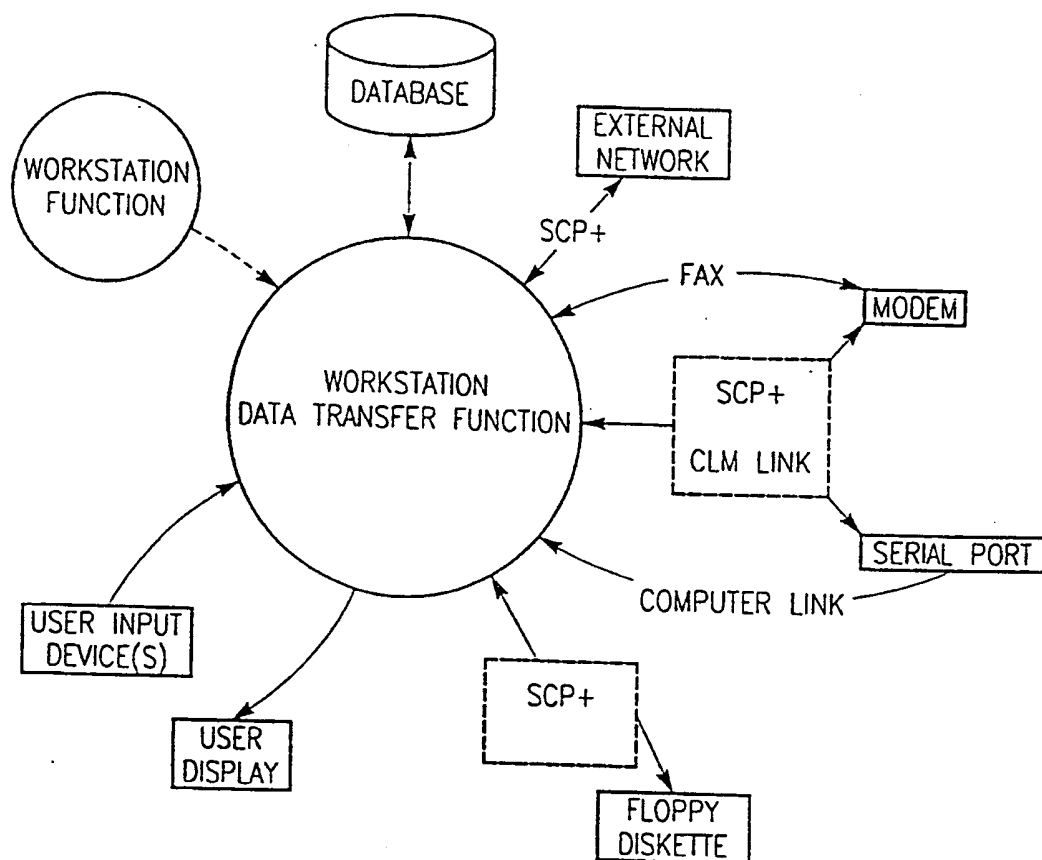 DATABASE
EXTERNAL
NETWORK
WORKSTATION
FUNCTION
SCP+
FAX
MODEM
WORKSTATION
DATA TRANSFER FUNCTION
SCP+
CLM LINK
SERIAL PORT
COMPUTER LINK
USER INPUT
DEVICE(S)
SCP+
USER
DISPLAY
FLOPPY
DISKETTE